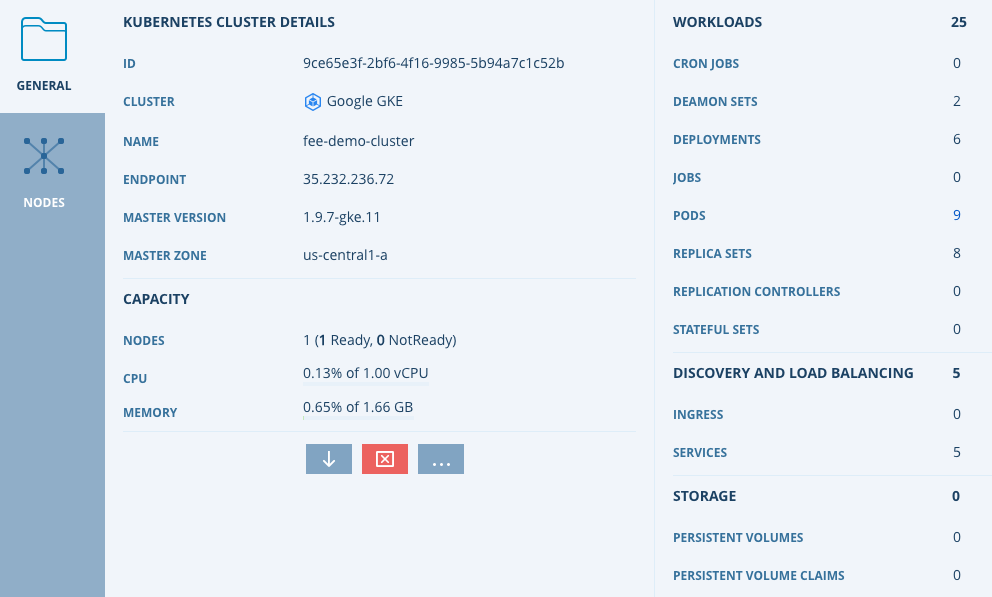 GENERAL
NODES
KUBERNETES CLUSTER DETAILS
ID 9ce65e3f-2bf6-4f16-9985-5b94a7c1c52b
CLUSTER Google GKE
NAME fee-demo-cluster
ENDPOINT 35.232.236.72
MASTER VERSION 1.9.7-gke.11
MASTER ZONE us-central1-a
CAPACITY
NODES 1 (1 Ready, 0 NotReady)
CPU 0.13% of 1.00 vCPU
MEMORY 0.65% of 1.66 GB
...
WORKLOADS 25
CRON JOBS 0
DEAMON SETS 2
DEPLOYMENTS 6
JOBS 0
PODS 9
REPLICA SETS 8
REPLICATION CONTROLLERS 0
STATEFUL SETS 0
DISCOVERY AND LOAD BALANCING 5
INGRESS 0
SERVICES 5
STORAGE 0
PERSISTENT VOLUMES 0
PERSISTENT VOLUME CLAIMS 0